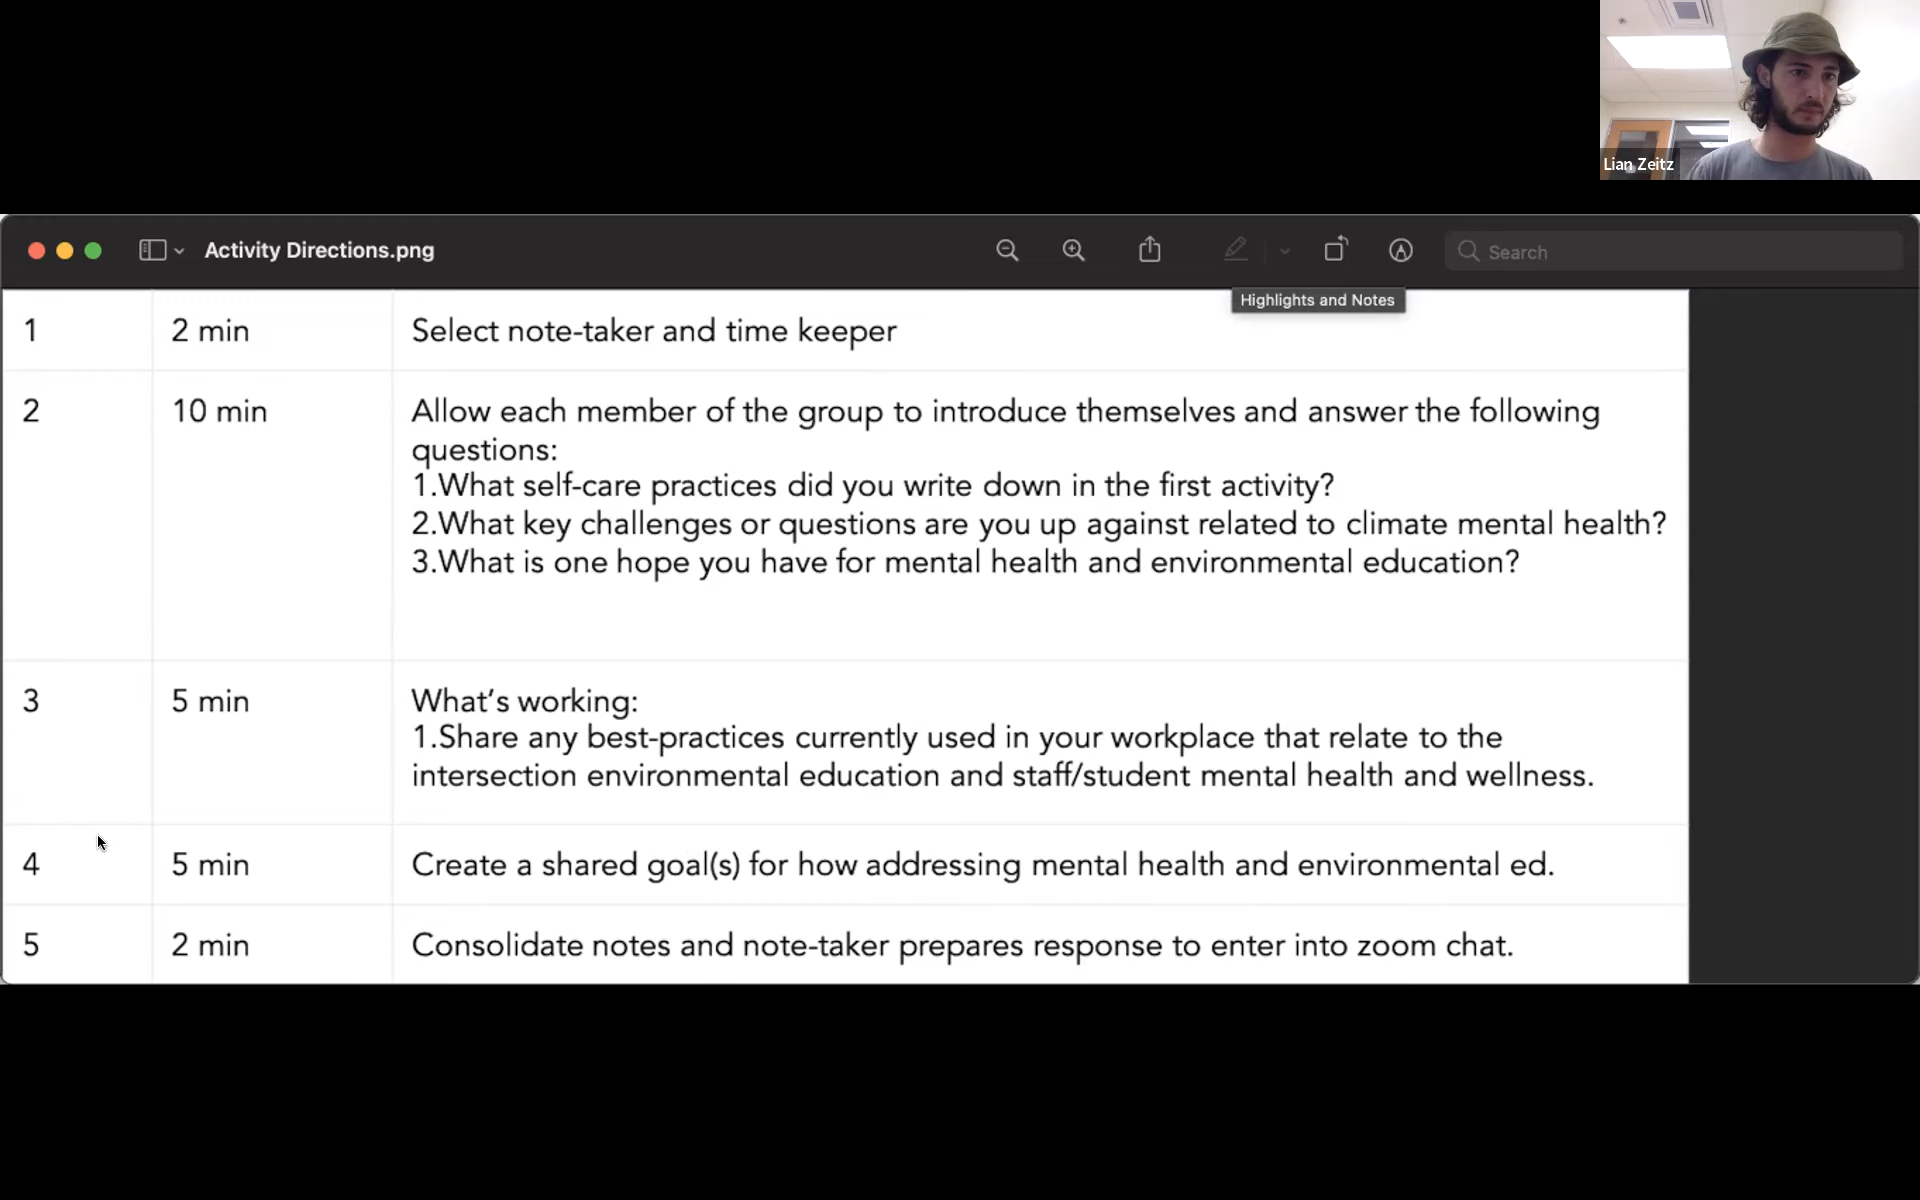 Lian Zeitz
Activity Directions.png
Search
Highlights and Notes
1 2 min Select note-taker and time keeper
2 10 min Allow each member of the group to introduce themselves and answer the following
questions:
1.What self-care practices did you write down in the first activity?
2.What key challenges or questions are you up against related to climate mental health?
3.What is one hope you have for mental health and environmental education?
3 5 min What's working:
1.Share any best-practices currently used in your workplace that relate to the
intersection environmental education and staff/student mental health and wellness.
4 5 min Create a shared goal(s) for how addressing mental health and environmental ed.
5 2 min Consolidate notes and note-taker prepares response to enter into zoom chat.